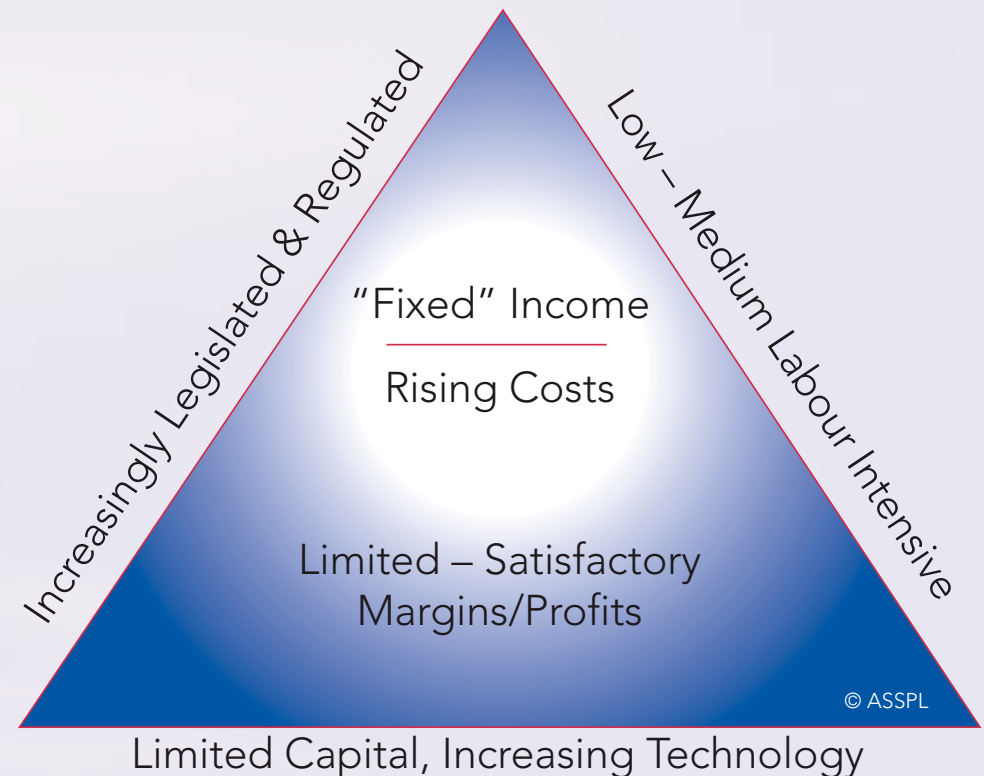 Increasingly Legislated & Regulated
Low – Medium Labour Intensive
“Fixed” Income
Rising Costs
Limited – Satisfactory
Margins/Profits
© ASSPL
Limited Capital, Increasing Technology